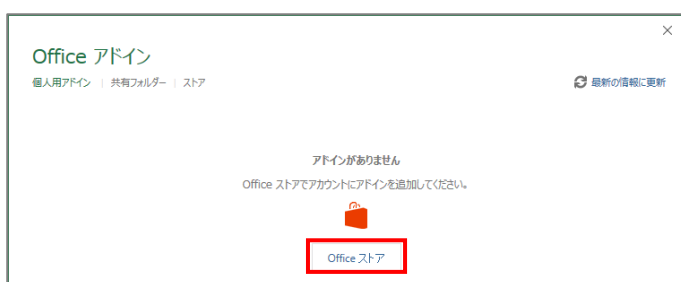 Office アドイン
個人用アドイン | 共有フォルダー | ストア
最新の情報に更新
アドインがありません
Office ストアでアカウントにアドインを追加してください。
Office ストア